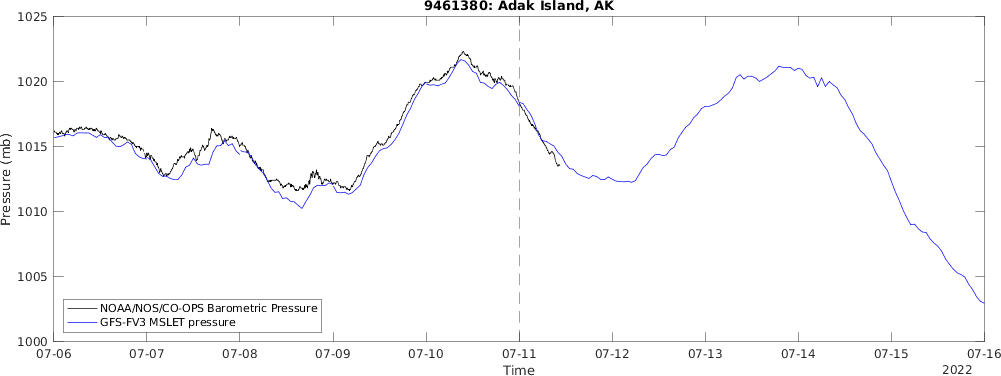 9461380: Adak Island, AK
1025
1020
1015
1010
1005
1000
Pressure (mb)
NOAA/NOS/CO-OPS Barometric Pressure
GFS-FV3 MSLET pressure
07-06 07-07 07-08 07-09 07-10 07-11 07-12 07-13 07-14 07-15 07-16
Time
2022